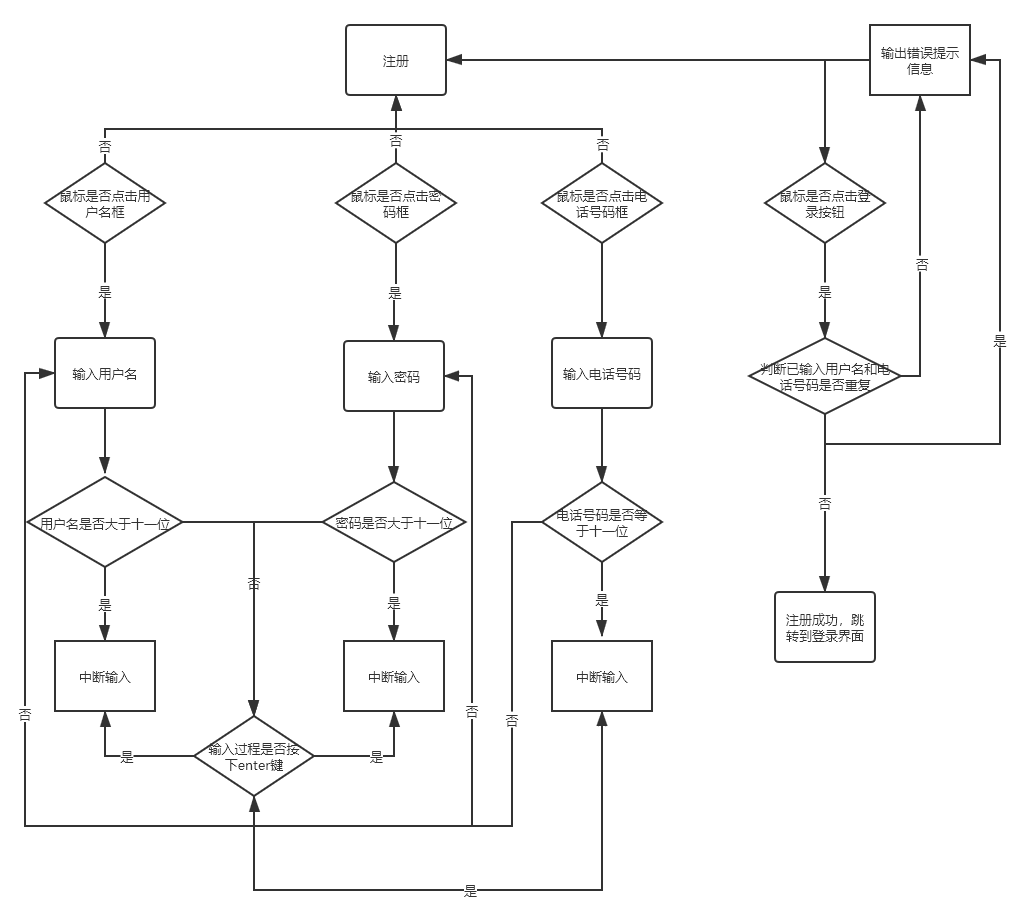 注册
输出错误提示
信息
否
否
否
鼠标是否点击用
户名框
鼠标是否点击密
码框
鼠标是否点击电
话号码框
鼠标是否点击登
录按钮
是
是
是
否
是
输入用户名
输入密码
输入电话号码
判断已输入用户名和电
话号码是否重复
用户名是否大于十一位
密码是否大于十一位
电话号码是否等
于十一位
否
否
是
是
是
中断输入
中断输入
中断输入
注册成功，跳
转到登录界面
否
否
否
是
输入过程是否按
下enter键
是
是